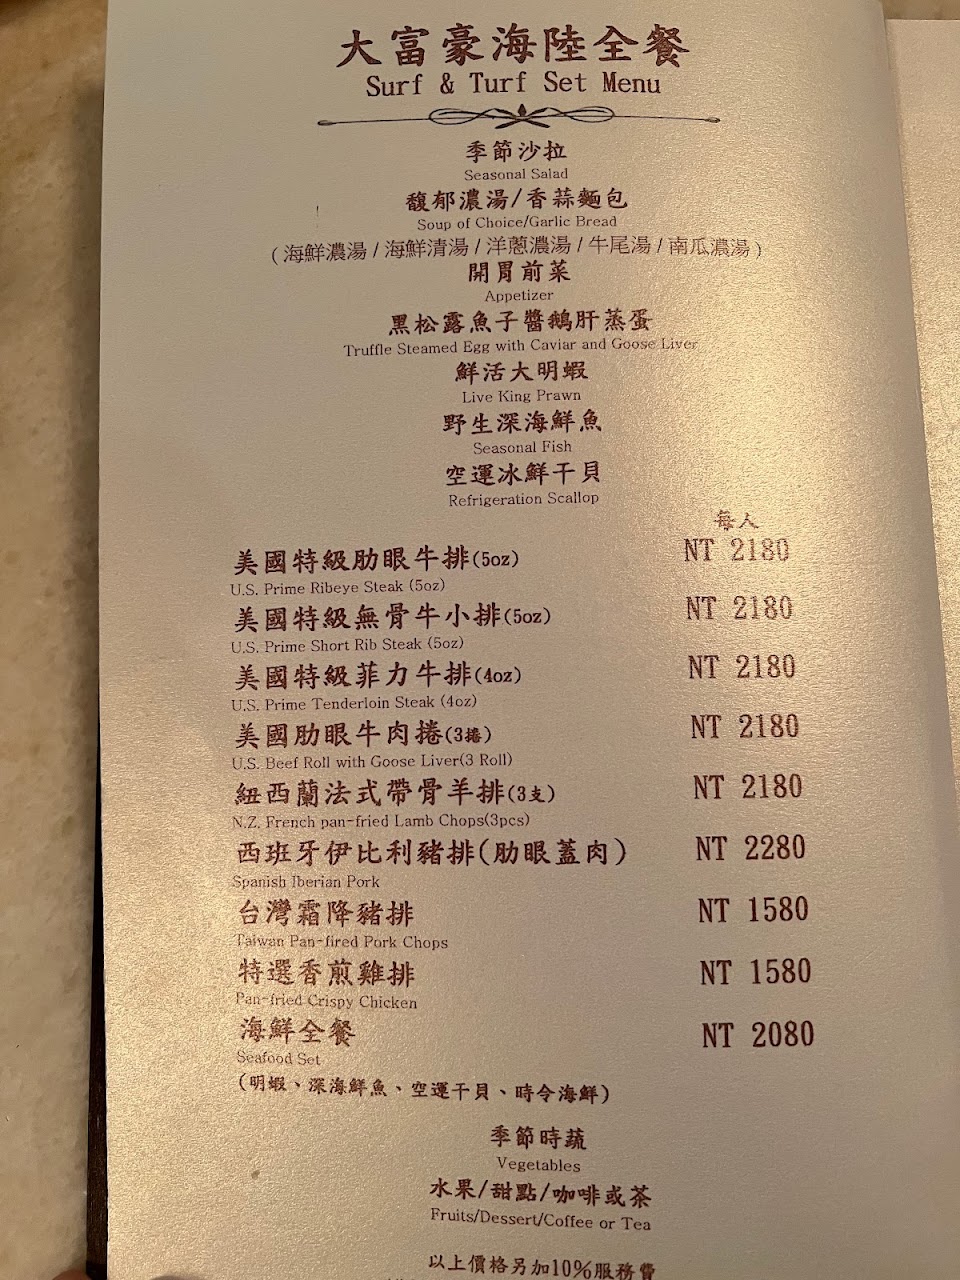 大富豪海陸全餐
Surf & Turf Set Menu
季節沙拉
Seasonal Salad
馥郁濃湯/香蒜麵包
Soup of Choice/Garlic Bread
(海鮮濃湯/海鮮清湯/洋蔥濃湯/牛尾湯/南瓜濃湯)
開胃前菜
Appetizer
黑松露魚子醬鵝肝蒸蛋
Truffle Steamed Egg with Caviar and Goose Liver
鮮活大明蝦
Live King Prawn
野生深海鮮魚
Seasonal Fish
空運冰鮮干貝
Refrigeration Scallop
每人
美國特級肋眼牛排(5oz) NT 2180
U.S. Prime Ribeye Steak (5oz)
美國特級無骨牛小排(5oz) NT 2180
U.S. Prime Short Rib Steak (5oz)
美國特級菲力牛排(4oz) NT 2180
U.S. Prime Tenderloin Steak (4oz)
美國肋眼牛肉捲(3捲) NT 2180
U.S. Beef Roll with Goose Liver(3 Roll)
紐西蘭法式帶骨羊排(3支) NT 2180
N.Z. French pan-fried Lamb Chops(3pcs)
西班牙伊比利豬排(肋眼蓋肉) NT 2280
Spanish Iberian Pork
台灣霜降豬排 NT 1580
Taiwan Pan-fired Pork Chops
特選香煎雞排 NT 1580
Pan-fried Crispy Chicken
海鮮全餐 NT 2080
Seafood Set
(明蝦、深海鮮魚、空運干貝、時令海鮮)
季節時蔬
Vegetables
水果/甜點/咖啡或茶
Fruits/Dessert/Coffee or Tea
以上價格另加10%服務費